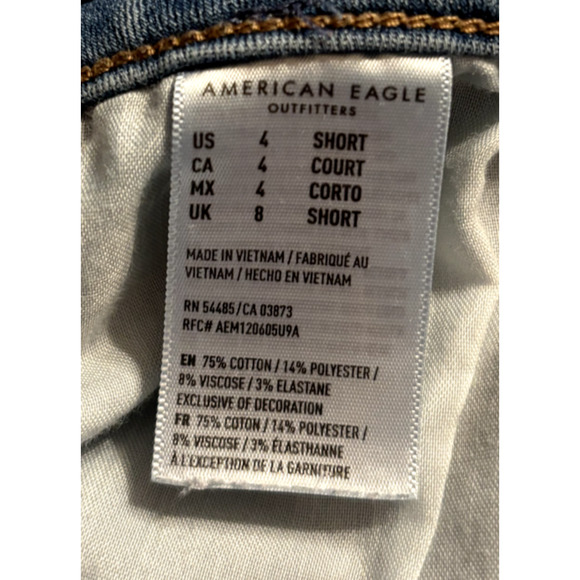 AMERICAN EAGLE
OUTFITTERS
US 4 SHORT
CA 4 COURT
MX 4 CORTO
UK 8 SHORT
MADE IN VIETNAM / FABRIQUÉ AU
VIETNAM / HECHO EN VIETNAM
RN 54485/CA 03873
RFC# AEM120605U9A
EN 75% COTTON / 14% POLYESTER /
8% VISCOSE / 3% ELASTANE
EXCLUSIVE OF DECORATION
FR 75% COTON / 14% POLYESTER /
8% VISCOSE / 3% ÉLASTHANNE
À L'EXCEPTION DE LA GARNITURE